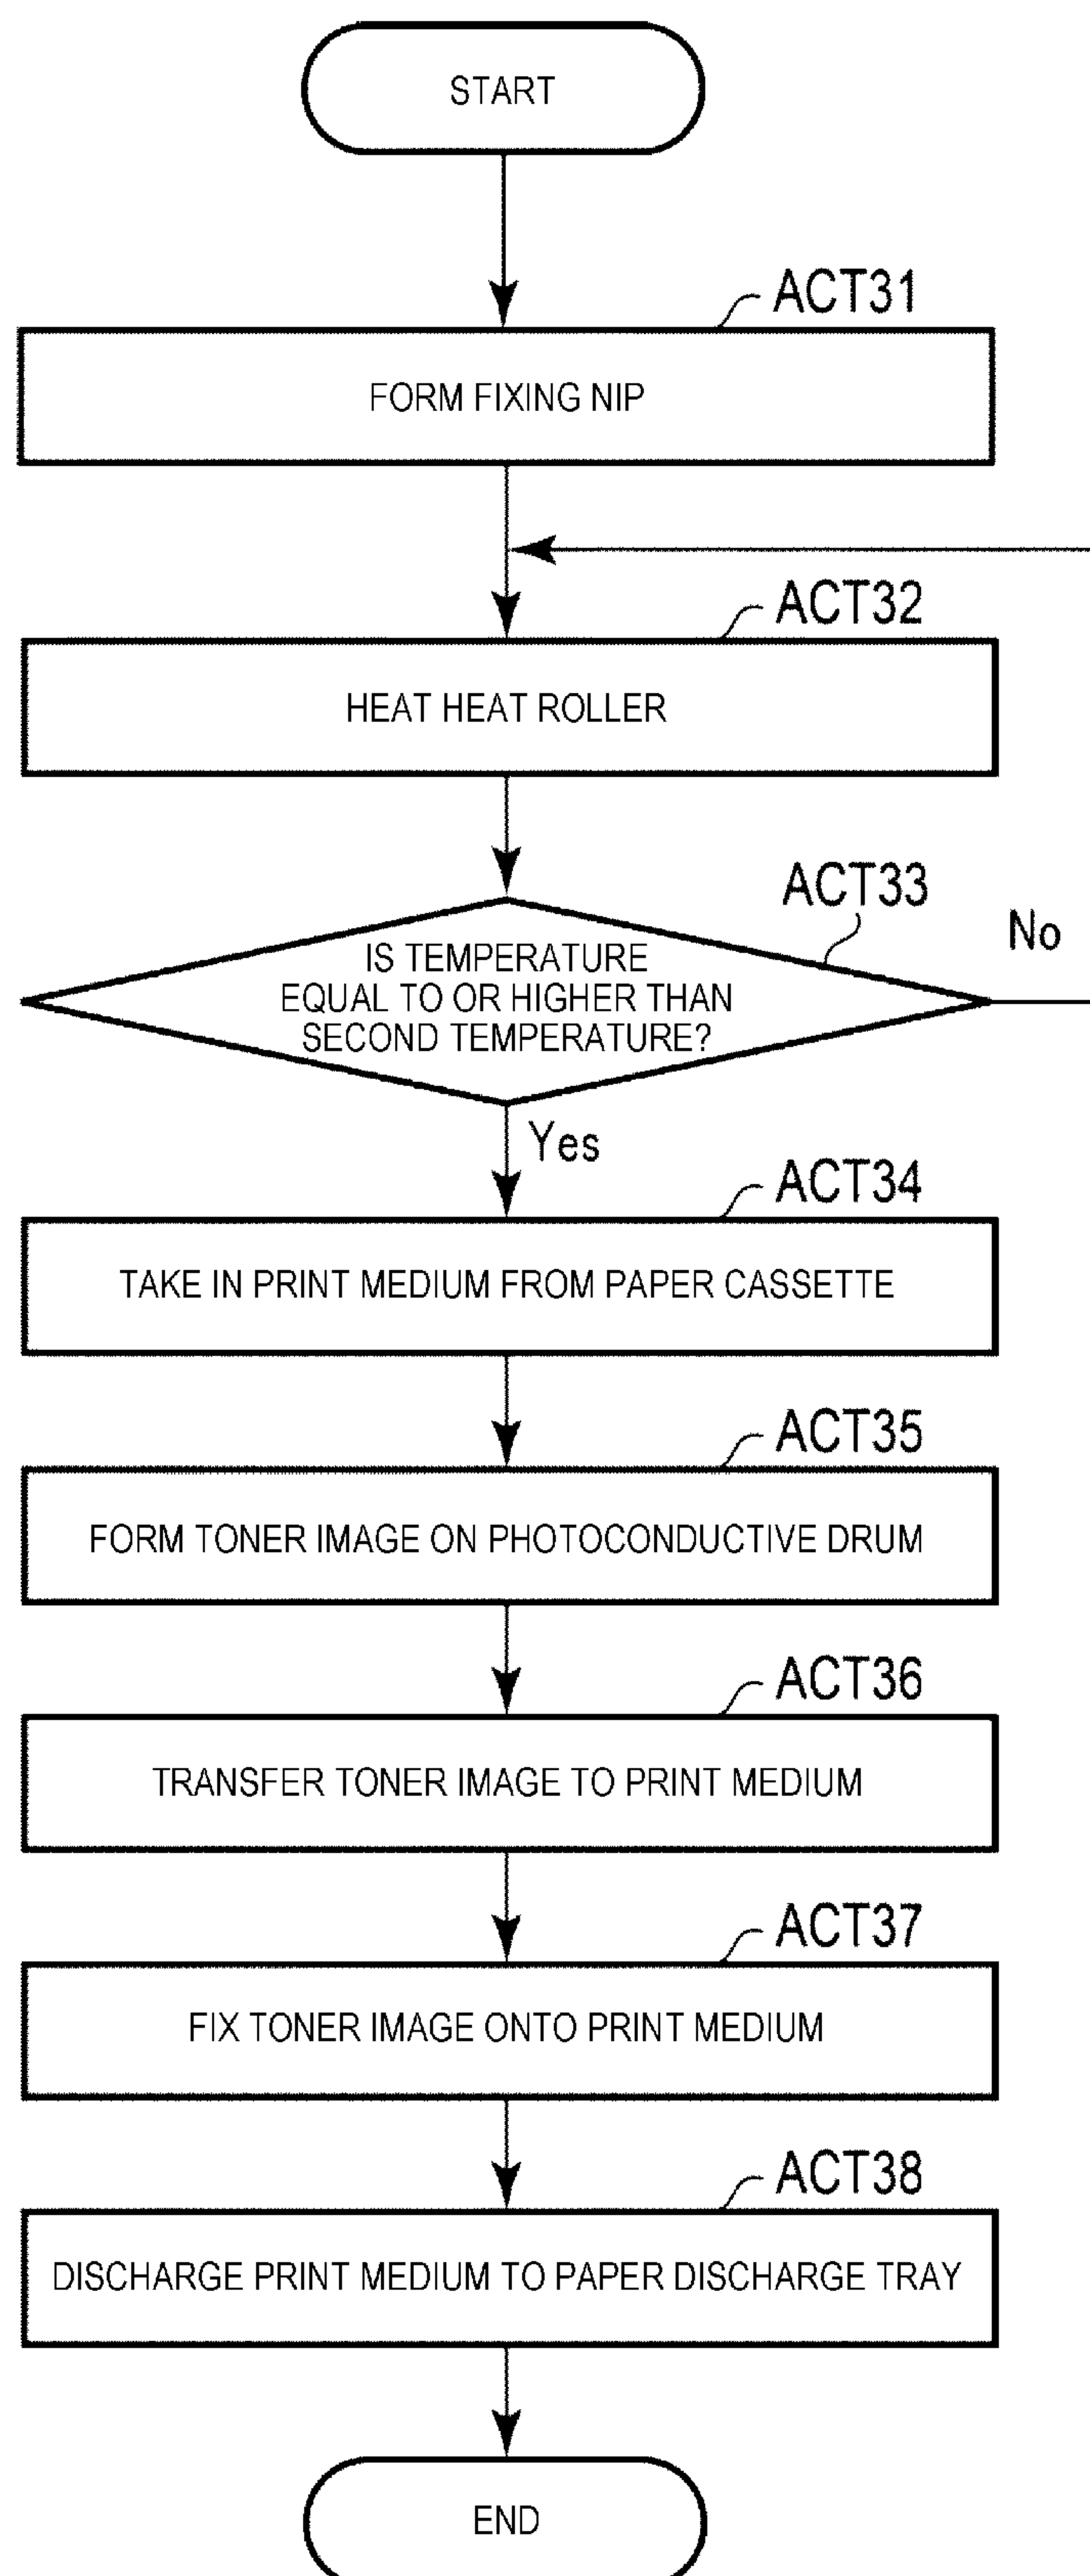 START
ACT31
FORM FIXING NIP
ACT32
HEAT HEAT ROLLER
ACT33
No
IS TEMPERATURE
EQUAL TO OR HIGHER THAN
SECOND TEMPERATURE?
Yes
ACT34
TAKE IN PRINT MEDIUM FROM PAPER CASSETTE
ACT35
FORM TONER IMAGE ON PHOTOCONDUCTIVE DRUM
ACT36
TRANSFER TONER IMAGE TO PRINT MEDIUM
ACT37
FIX TONER IMAGE ONTO PRINT MEDIUM
ACT38
DISCHARGE PRINT MEDIUM TO PAPER DISCHARGE TRAY
END